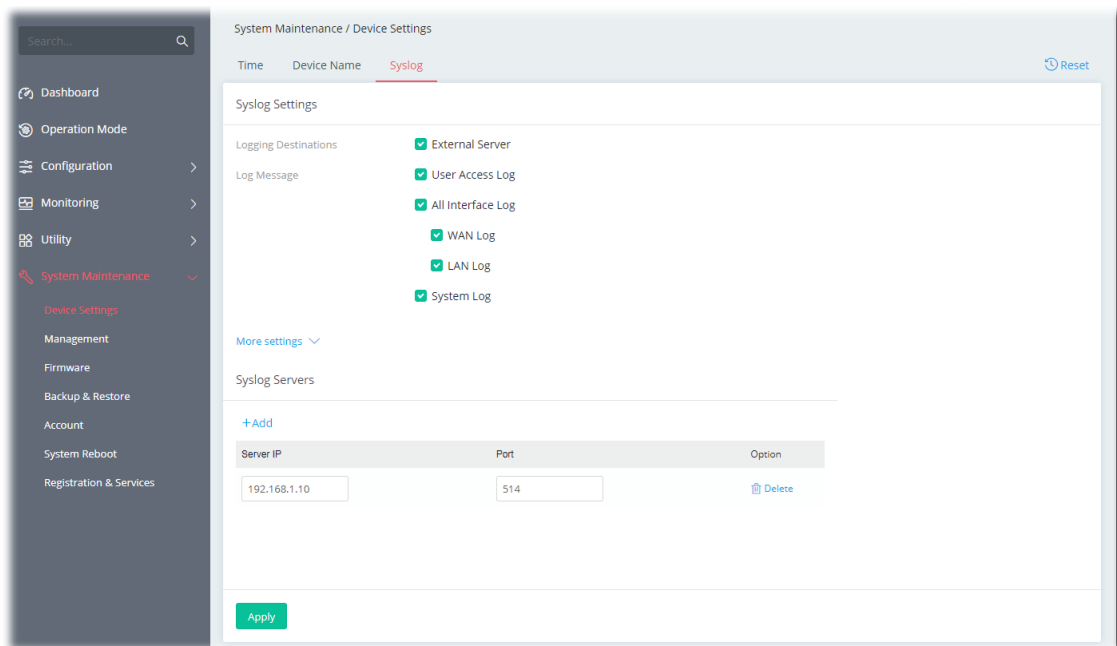 Search...
Dashboard
Operation Mode
Configuration
Monitoring
Utility
System Maintenance
Device Settings
Management
Firmware
Backup & Restore
Account
System Reboot
Registration & Services
System Maintenance / Device Settings
Time Device Name Syslog Reset
Syslog Settings
Logging Destinations External Server
Log Message User Access Log
All Interface Log
WAN Log
LAN Log
System Log
More settings
Syslog Servers
+Add
Server IP Port Option
192.168.1.10 514 Delete
Apply